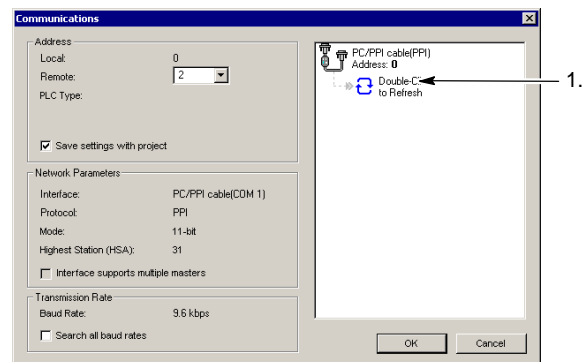 Communications
Address
Local: 0
Remote: 2
PLC Type:
Save settings with project
Network Parameters
Interface: PC/PPI cable(COM 1)
Protocol: PPI
Mode: 11-bit
Highest Station (HSA): 31
Interface supports multiple masters
Transmission Rate
Baud Rate: 9.6 kbps
Search all baud rates
PC/PPI cable(PPI)
Address: 0
to Refresh
1.
OK Cancel